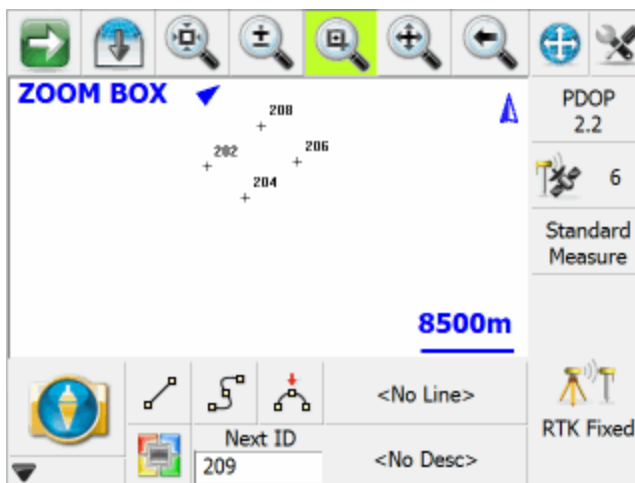 ZOOM BOX
208
206
202
204
8500m
PDOP
2.2
6
Standard
Measure
<No Line>
RTK Fixed
Next ID
209
<No Desc>